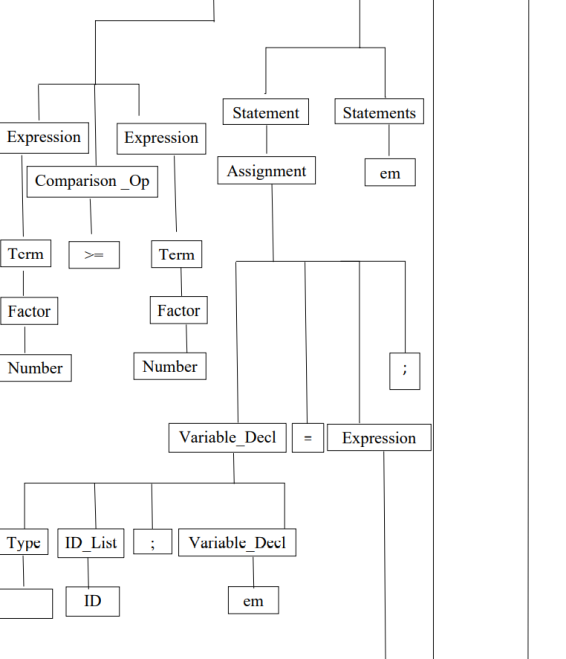 Statement Statements
Expression Expression
Assignment em
Comparison _Op
Term >= Term
Factor Factor
Number Number ;
Variable_Decl = Expression
Type ID_List ; Variable_Decl
ID em